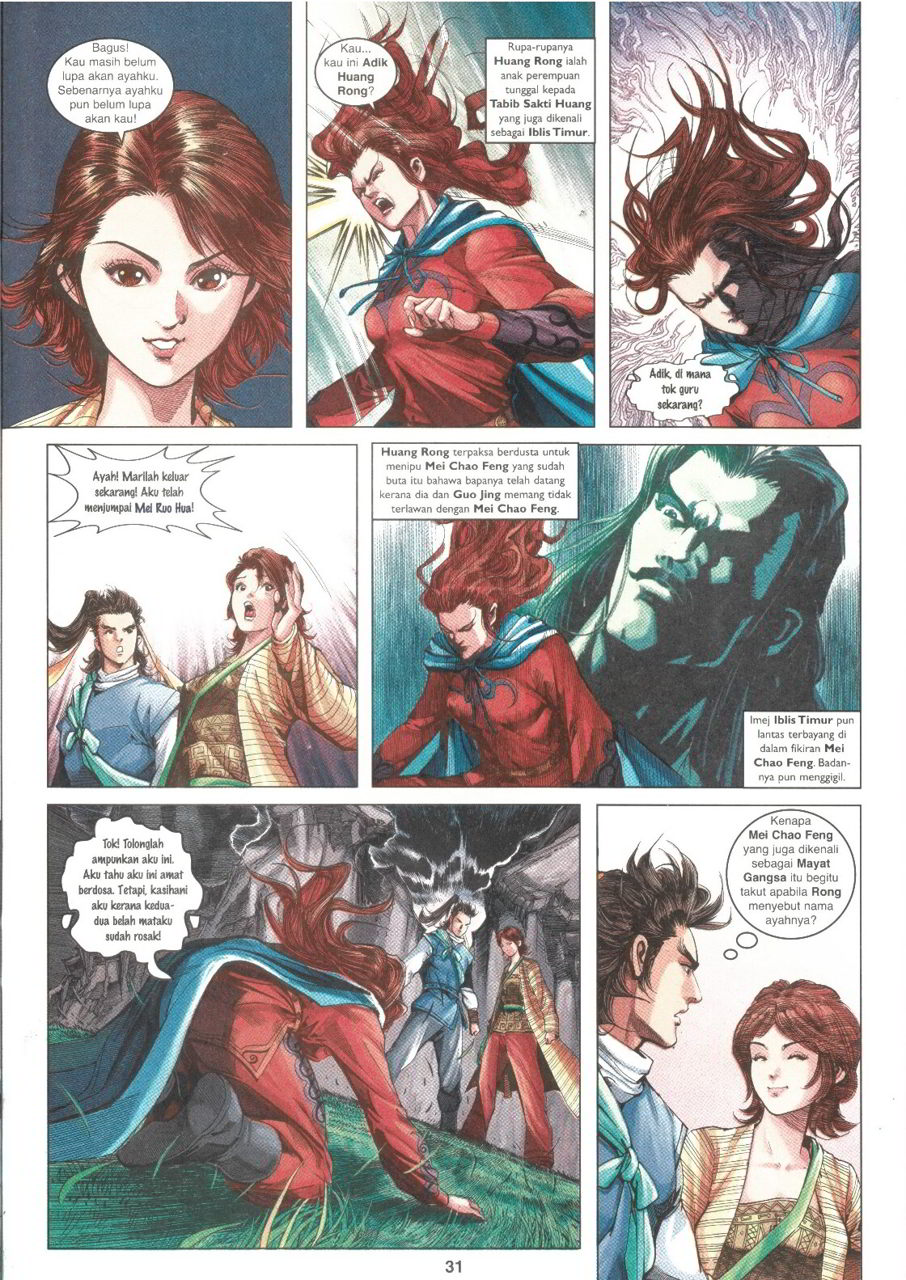 Bagus!
Kau masih belum
lupa akan ayahku.
Sebenarnya ayahku
pun belum lupa
akan kau!
Kau...
kau ini Adik
Huang
Rong?
Rupa-rupanya
Huang Rong ialah
anak perempuan
tunggal kepada
Tabib Sakti Huang
yang juga dikenali
sebagai Iblis Timur.
Adik, di mana
tok guru
sekarang?
Ayah! Marilah keluar
sekarang! Aku telah
menjumpai Mei Ruo Hua!
Huang Rong terpaksa berdusta untuk
menipu Mei Chao Feng yang sudah
buta itu bahawa bapanya telah datang
kerana dia dan Guo Jing memang tidak
terlawan dengan Mei Chao Feng.
Imej Iblis Timur pun
lantas terbayang di
dalam fikiran Mei
Chao Feng. Badan-
nya pun menggigil.
Tok! Tolonglah
ampunkan aku ini.
Aku tahu aku ini amat
berdosa. Tetapi, kasihani
aku kerana kedua-
dua belah mataku
sudah rosak!
Kenapa
Mei Chao Feng
yang juga dikenali
sebagai Mayat
Gangsa itu begitu
takut apabila Rong
menyebut nama
ayahnya?
31